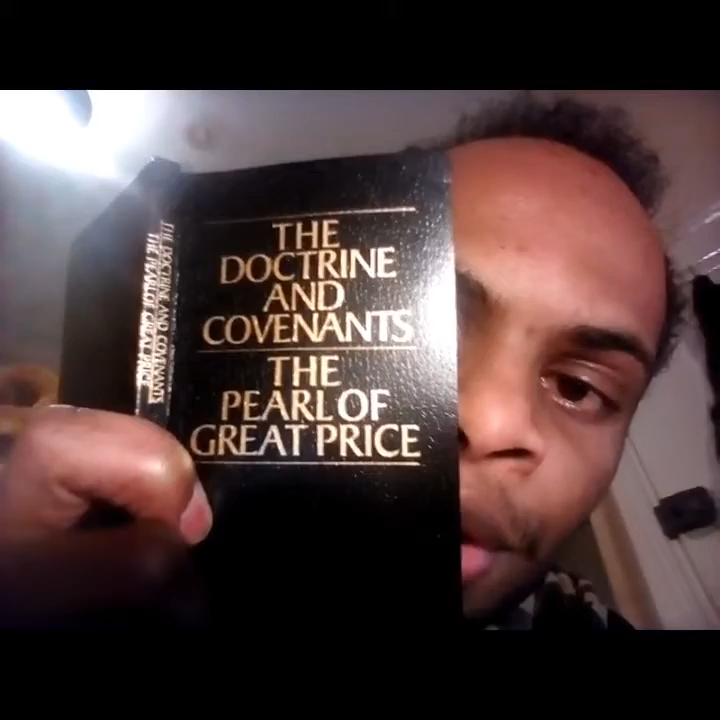 THE
DOCTRINE
AND
COVENANTS
THE
PEARL OF
GREAT PRICE
THE DOCTRINE AND COVENANTS
THE PEARL OF GREAT PRICE